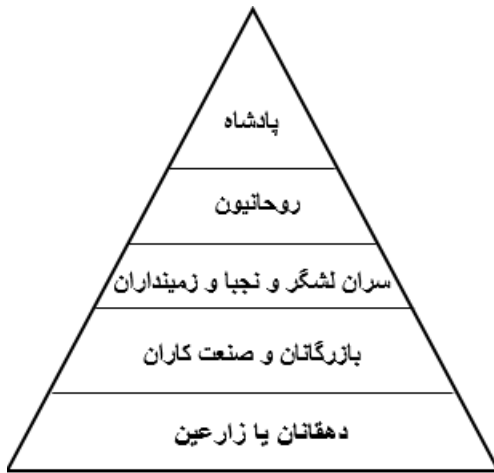 پادشاه
روحانیون
سران لشگر و نجبا و زمینداران
بازرگانان و صنعت کاران
دهقانان یا زارعین